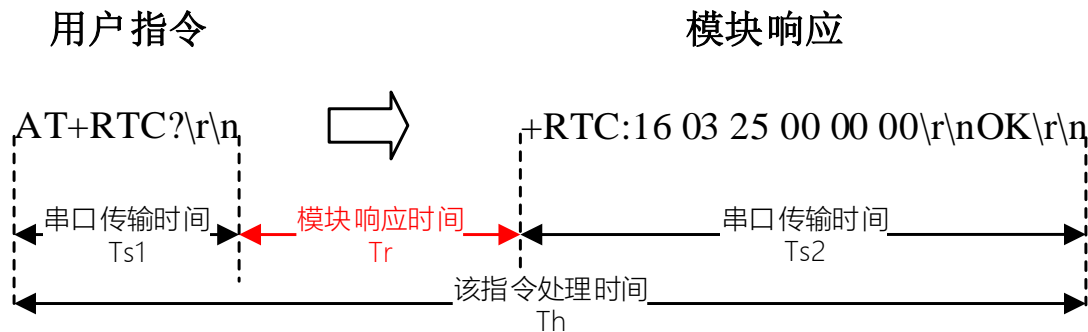 用户指令
模块响应
AT+RTC?\r\n
+RTC:16 03 25 00 00 00\r\nOK\r\n
串口传输时间
Ts1
模块响应时间
Tr
串口传输时间
Ts2
该指令处理时间
Th